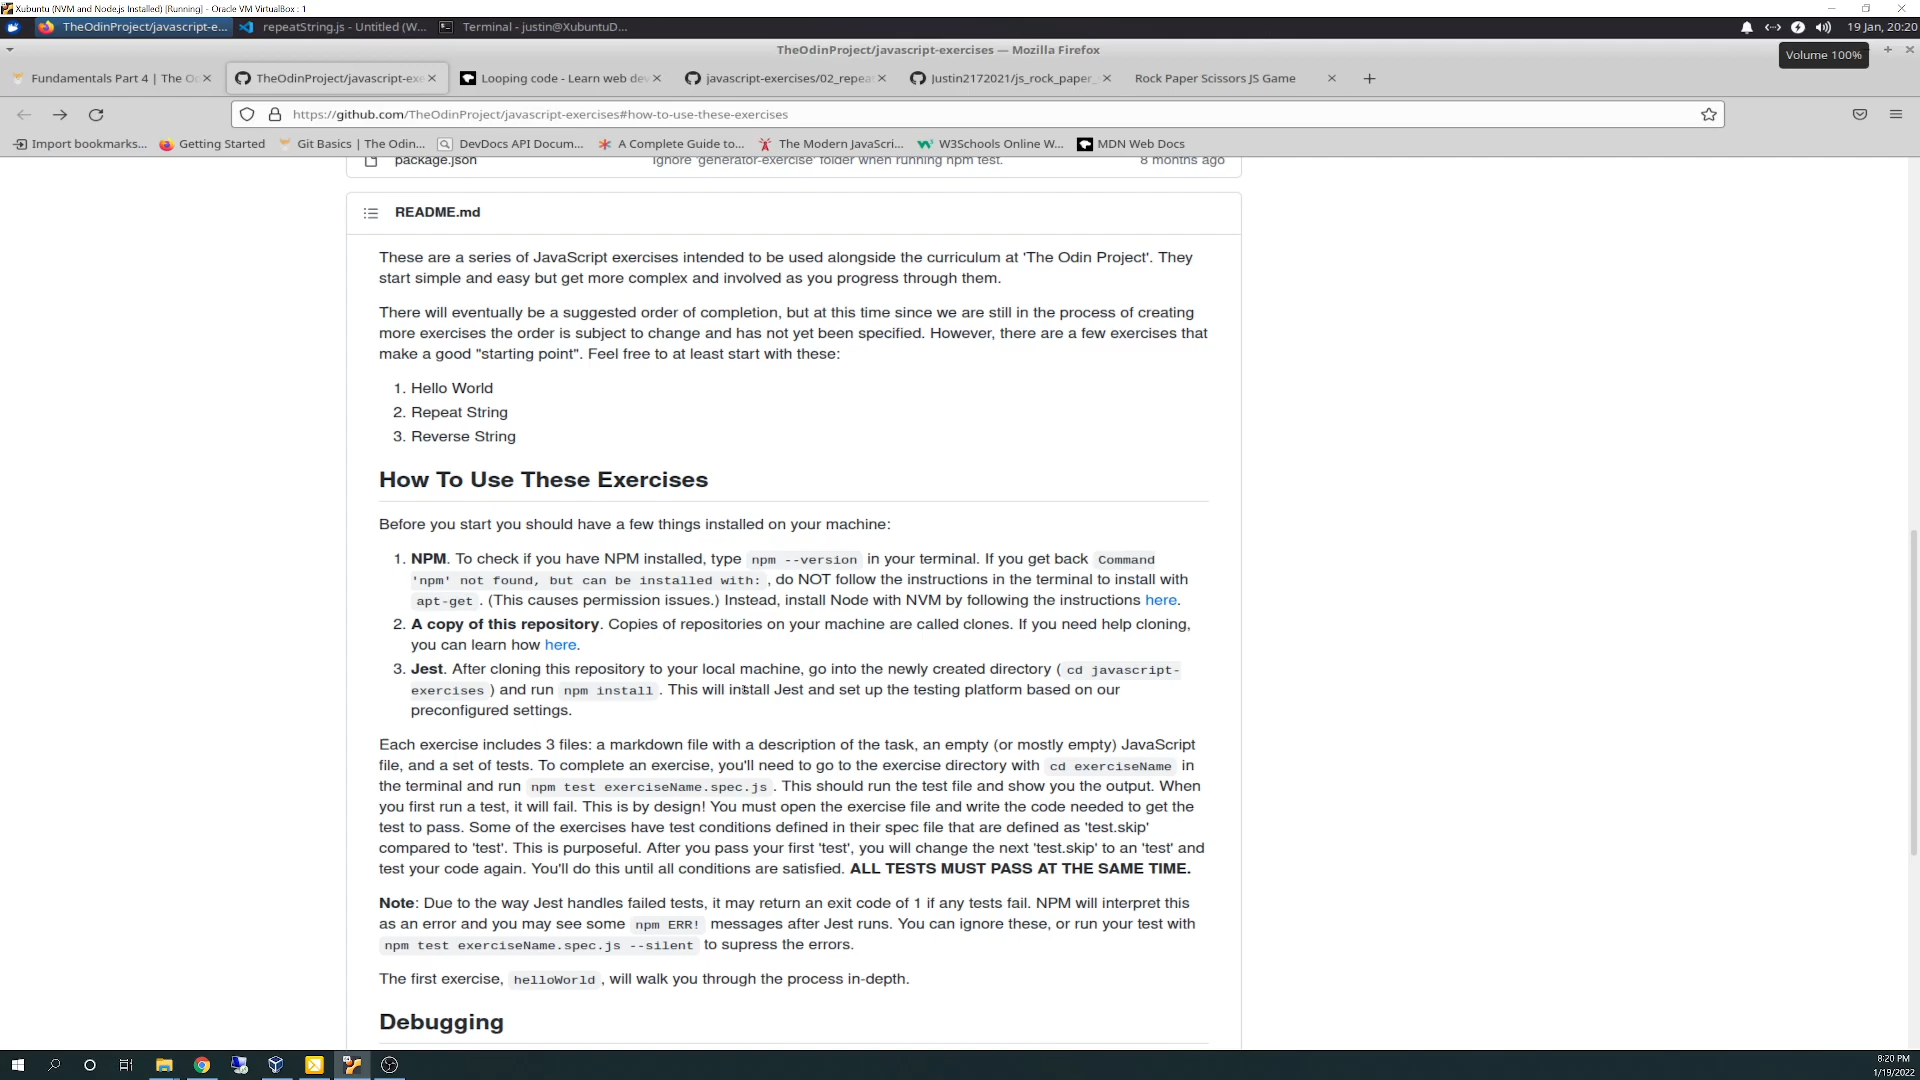 Xubuntu (NVM and Node.js Installed) [Running] - Oracle VM VirtualBox : 1
TheOdinProject/javascript-e... repeatString.js - Untitled (W... Terminal - justin@XubuntuD... 19 Jan, 20:20
TheOdinProject/javascript-exercises — Mozilla Firefox
Volume 100%
Fundamentals Part 4 | The O TheOdinProject/javascript-exe Looping code - Learn web dev javascript-exercises/02_repea Justin2172021/js_rock_paper_ Rock Paper Scissors JS Game
https://github.com/TheOdinProject/javascript-exercises#how-to-use-these-exercises
Import bookmarks... Getting Started Git Basics | The Odin... DevDocs API Docum... A Complete Guide to... The Modern JavaScri... W3Schools Online W... MDN Web Docs
package.json Ignore 'generator-exercise' folder when running npm test. 8 months ago
README.md
These are a series of JavaScript exercises intended to be used alongside the curriculum at 'The Odin Project'. They
start simple and easy but get more complex and involved as you progress through them.
There will eventually be a suggested order of completion, but at this time since we are still in the process of creating
more exercises the order is subject to change and has not yet been specified. However, there are a few exercises that
make a good "starting point". Feel free to at least start with these:
1. Hello World
2. Repeat String
3. Reverse String
How To Use These Exercises
Before you start you should have a few things installed on your machine:
1. NPM. To check if you have NPM installed, type npm --version in your terminal. If you get back Command
'npm' not found, but can be installed with: , do NOT follow the instructions in the terminal to install with
apt-get . (This causes permission issues.) Instead, install Node with NVM by following the instructions here.
2. A copy of this repository. Copies of repositories on your machine are called clones. If you need help cloning,
you can learn how here.
3. Jest. After cloning this repository to your local machine, go into the newly created directory ( cd javascript-
exercises ) and run npm install . This will install Jest and set up the testing platform based on our
preconfigured settings.
Each exercise includes 3 files: a markdown file with a description of the task, an empty (or mostly empty) JavaScript
file, and a set of tests. To complete an exercise, you'll need to go to the exercise directory with cd exerciseName in
the terminal and run npm test exerciseName.spec.js . This should run the test file and show you the output. When
you first run a test, it will fail. This is by design! You must open the exercise file and write the code needed to get the
test to pass. Some of the exercises have test conditions defined in their spec file that are defined as 'test.skip'
compared to 'test'. This is purposeful. After you pass your first 'test', you will change the next 'test.skip' to an 'test' and
test your code again. You'll do this until all conditions are satisfied. ALL TESTS MUST PASS AT THE SAME TIME.
Note: Due to the way Jest handles failed tests, it may return an exit code of 1 if any tests fail. NPM will interpret this
as an error and you may see some npm ERR! messages after Jest runs. You can ignore these, or run your test with
npm test exerciseName.spec.js --silent to supress the errors.
The first exercise, helloWorld , will walk you through the process in-depth.
Debugging
8:20 PM
1/19/2022